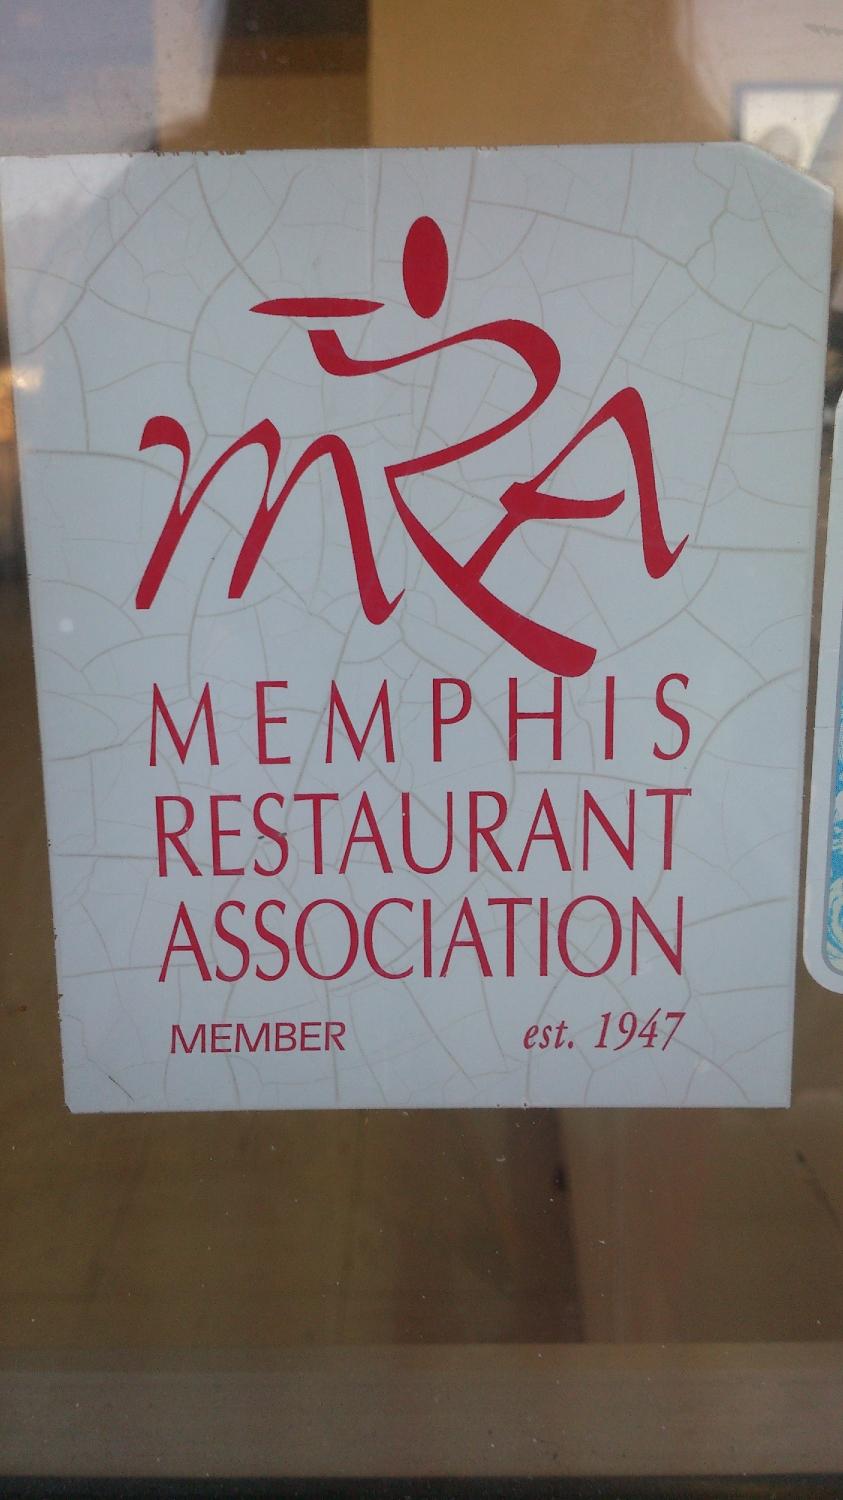 MRA
MEMPHIS
RESTAURANT
ASSOCIATION
MEMBER est. 1947